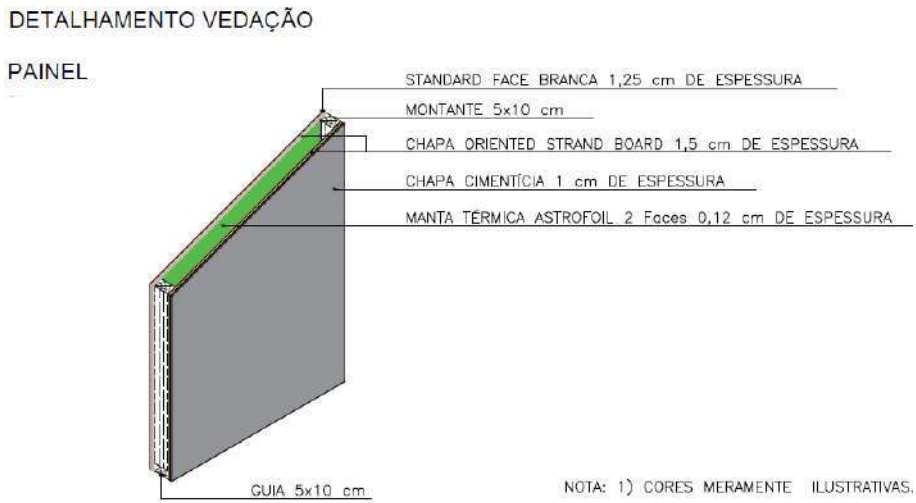 DETALHAMENTO VEDAÇÃO
PAINEL
STANDARD FACE BRANCA 1,25 cm DE ESPESSURA
MONTANTE 5x10 cm
CHAPA ORIENTED STRAND BOARD 1,5 cm DE ESPESSURA
CHAPA CIMENTÍCIA 1 cm DE ESPESSURA
MANTA TÉRMICA ASTROFOIL 2 Faces 0,12 cm DE ESPESSURA
GUIA 5x10 cm
NOTA: 1) CORES MERAMENTE ILUSTRATIVAS.